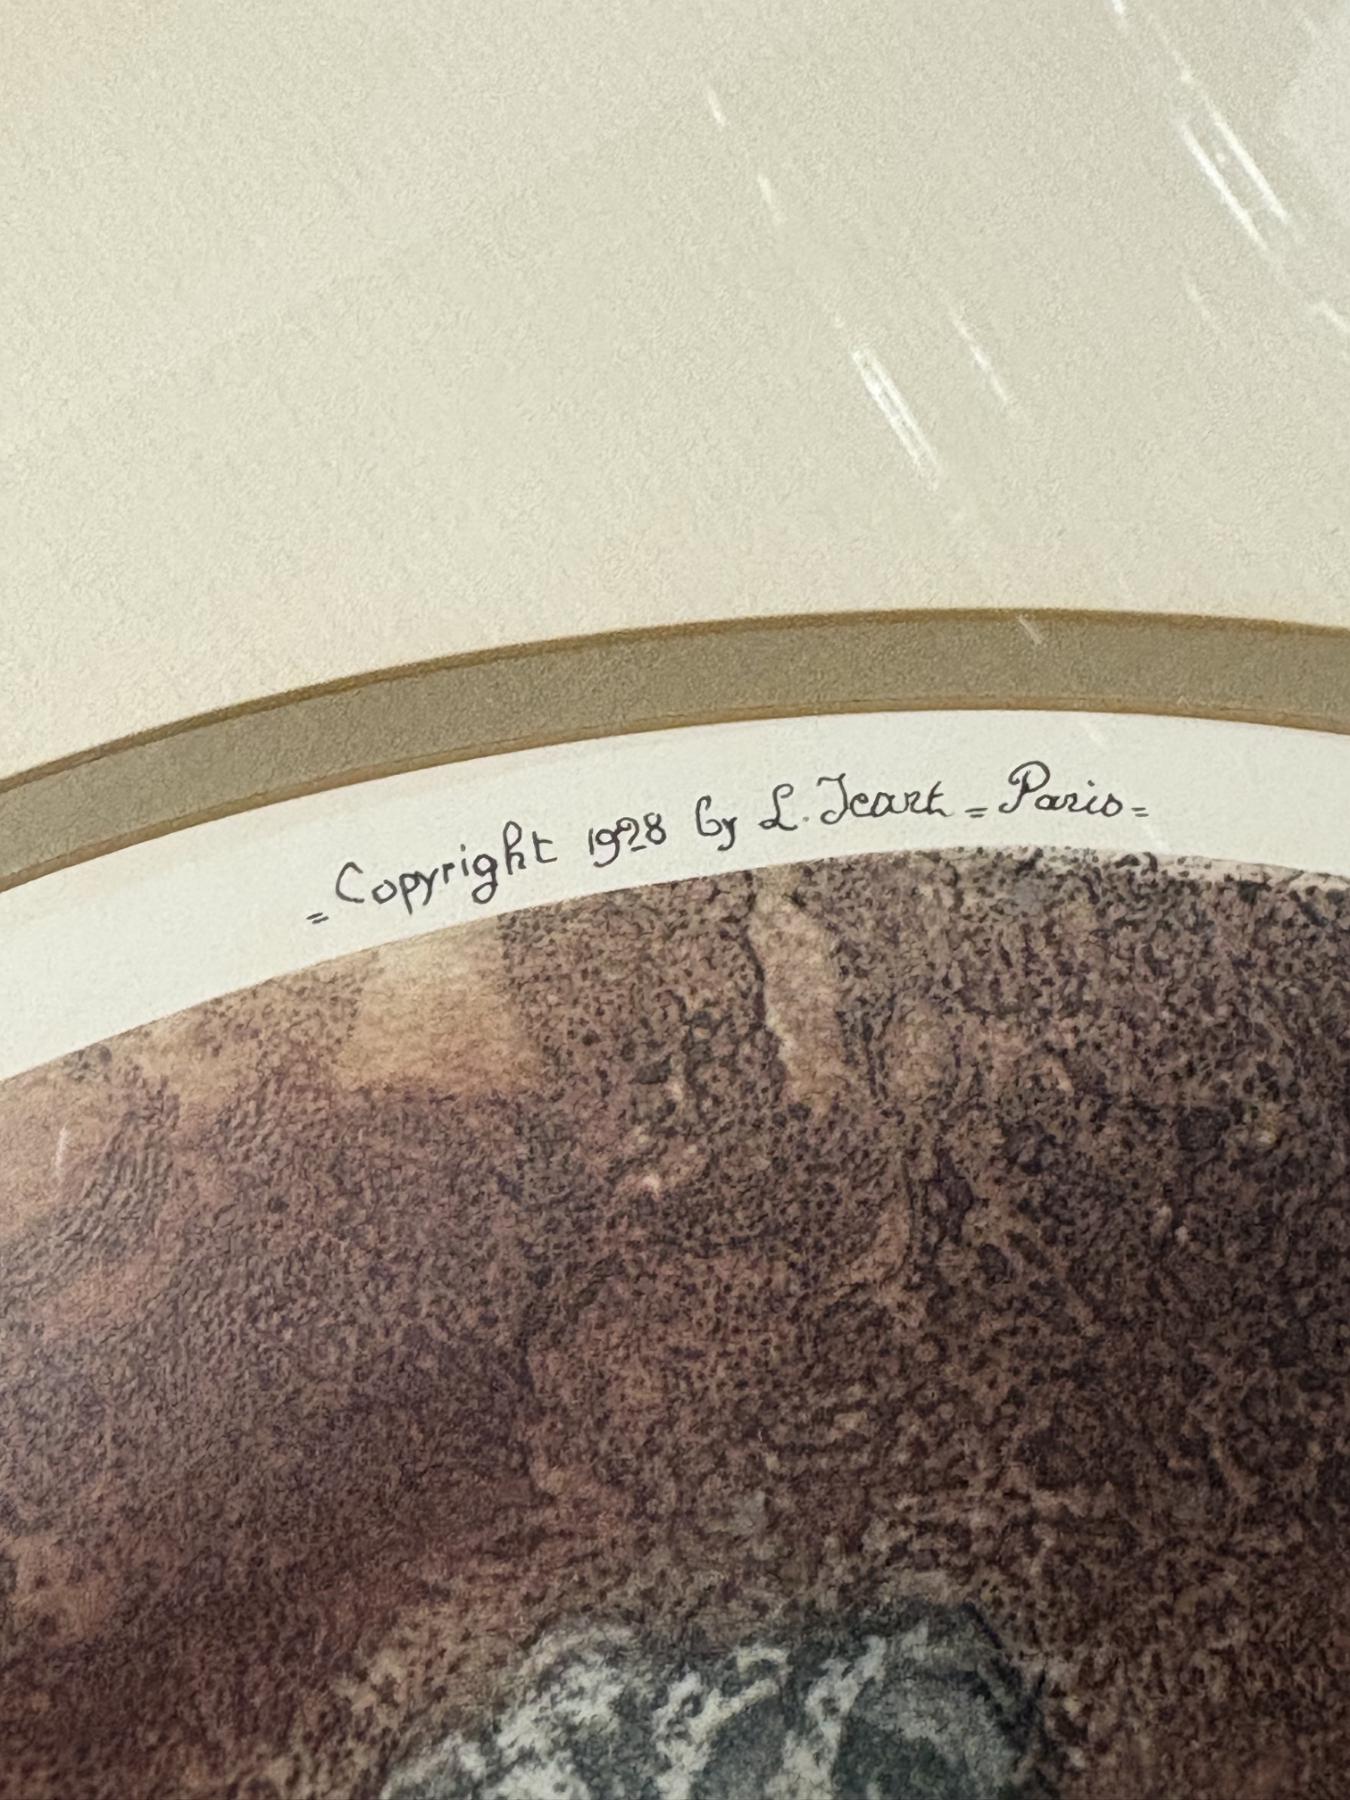 =Copyright 1928 by L. Icart = Paris=